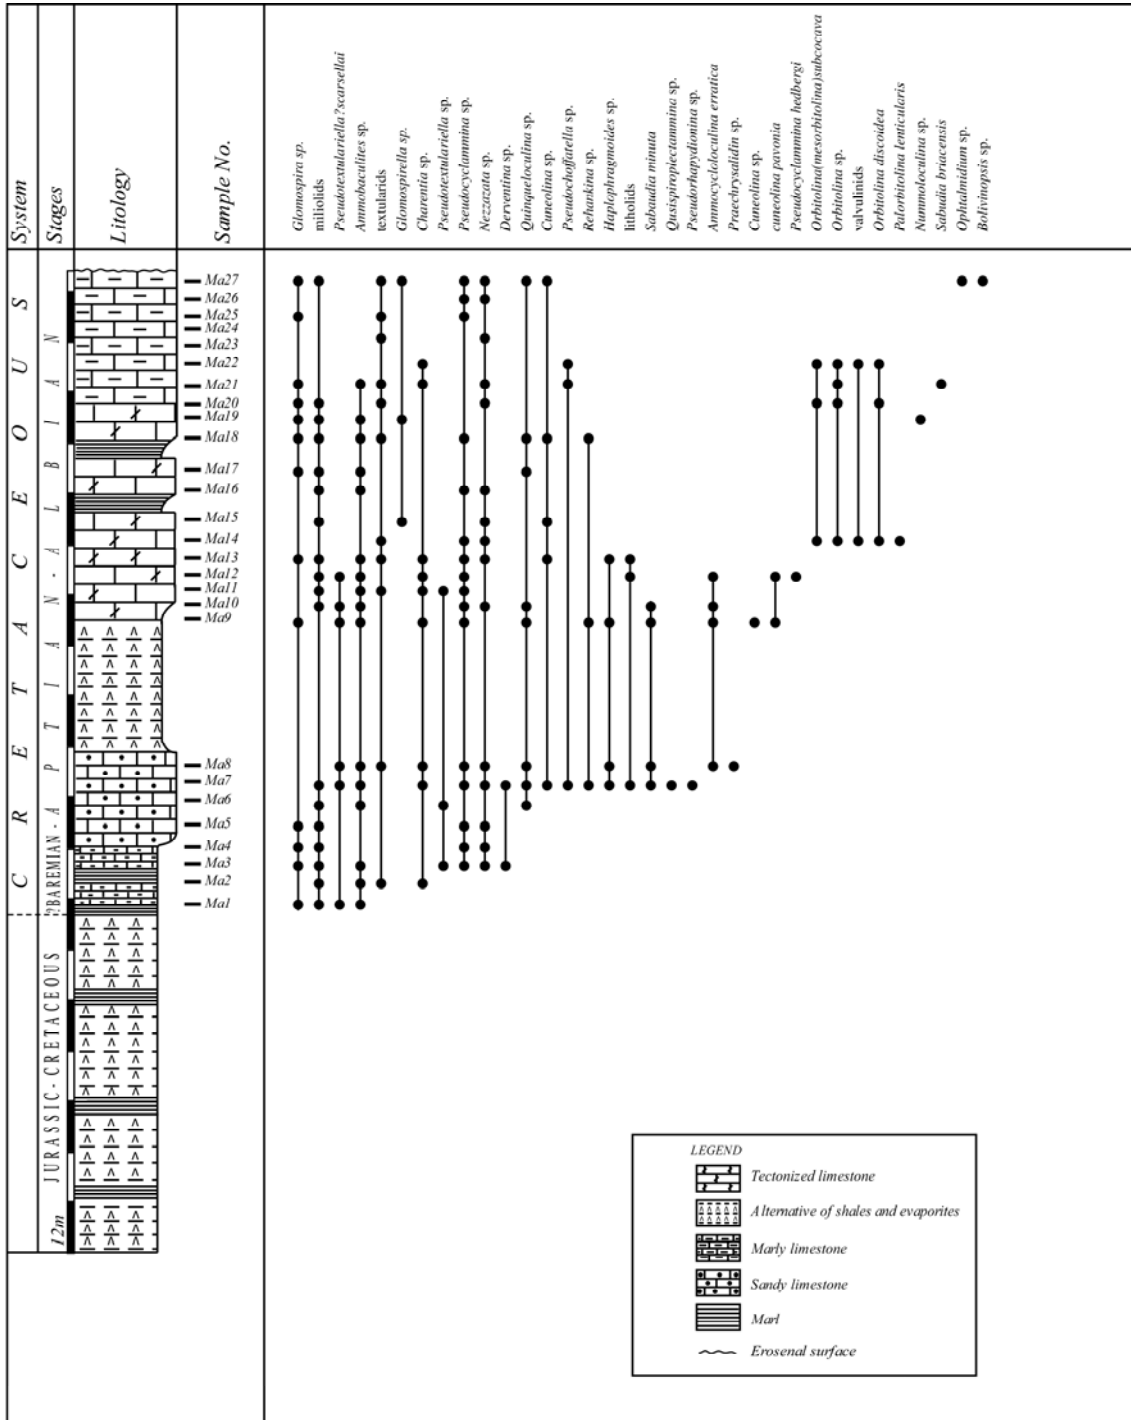 System
Stages
Litology
Sample No.
Glomospira sp.
miliolids
Pseudotextulariella?scarsellai
Ammobaculites sp.
textularids
Glomospirella sp.
Charentia sp.
Pseudotextulariella sp.
Pseudocyclammina sp.
Nezzazata sp.
Derventina sp.
Quinqueloculina sp.
Cuneolina sp.
Pseudochoffatella sp.
Rehankina sp.
Haplophragmoides sp.
litholids
Sabaudia minuta
Qusispiropiectammina sp.
Pseudorhapydionina sp.
Ammocycloloculina erratica
Praechrysalidin sp.
Cuneolina sp.
cuneolina pavonia
Pseudocyclammina hedbergi
Orbitolina(mesorbitolina)subcocava
Orbitolina sp.
valvulinids
Orbitolina discoidea
Palorbitolina lenticularis
Nummoloculina sp.
Sabudia briacensis
Ophtalmidium sp.
Bolivinopsis sp.
CRETACCEOUS
?BAREMIAN-APTIAN-ALBIAN
JURASSIC-CRETACEOUS
12m
Ma27
Ma26
Ma25
Ma24
Ma23
Ma22
Ma21
Ma20
Ma19
Ma18
Ma17
Ma16
Ma15
Ma14
Ma13
Ma12
Ma11
Ma10
Ma9
Ma8
Ma7
Ma6
Ma5
Ma4
Ma3
Ma2
Ma1
LEGEND
Tectonized limestone
Alternative of shales and evaporites
Marly limestone
Sandy limestone
Marl
Erosenal surface